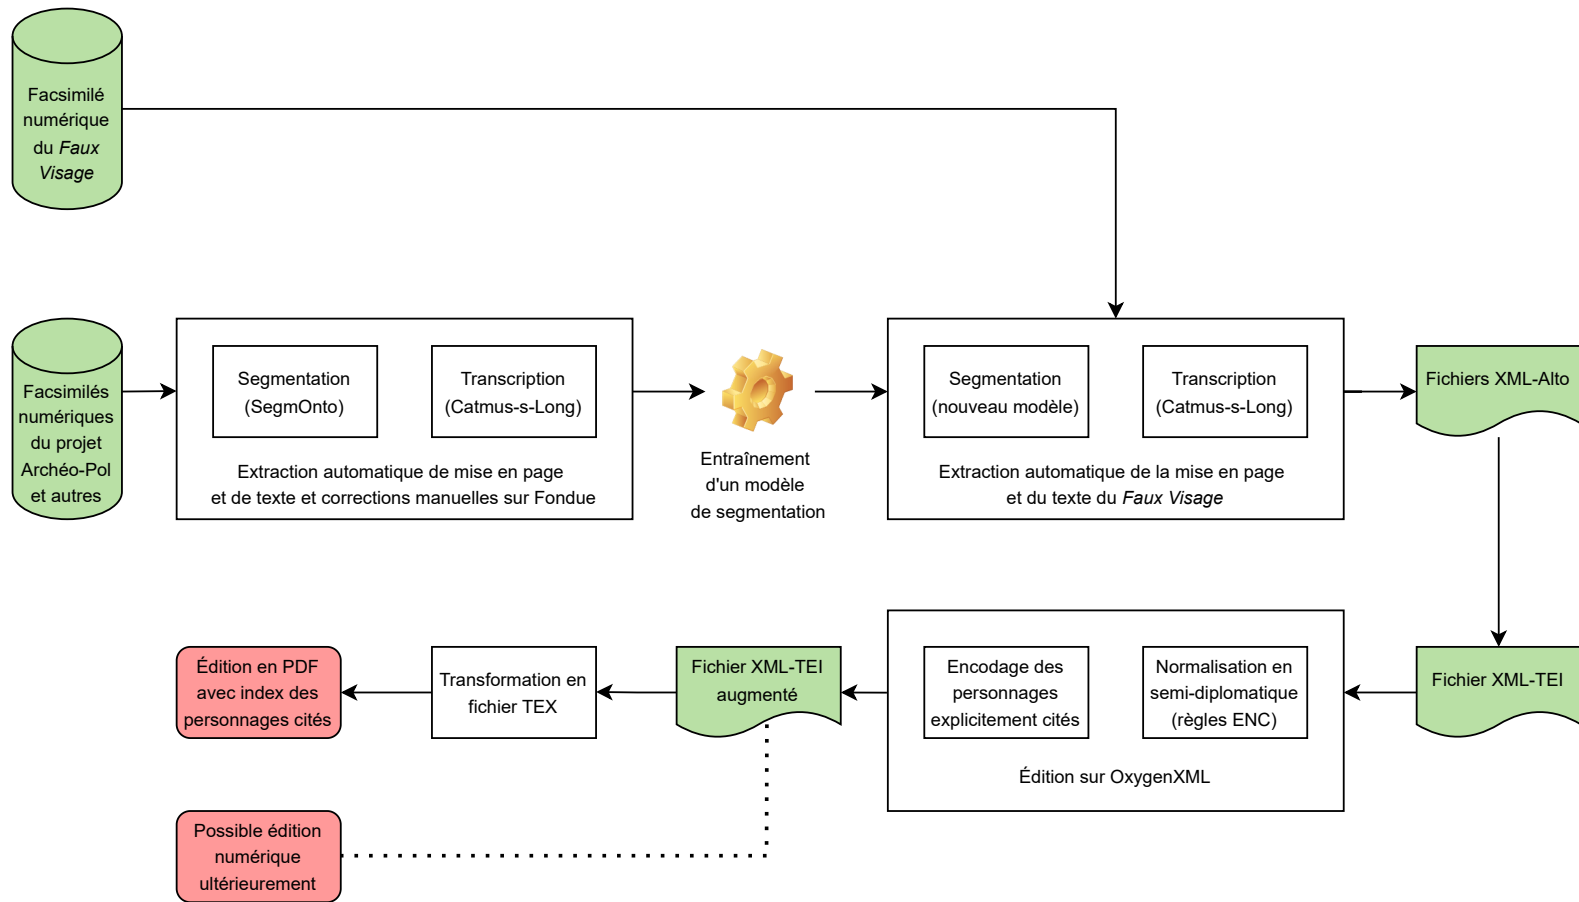 Facsimilé
numérique
du Faux
Visage
Facsimilés
numériques
du projet
Archéo-Pol
et autres
Segmentation
(SegmOnto)
Transcription
(Catmus-s-Long)
Extraction automatique de mise en page
et de texte et corrections manuelles sur Fondue
Entraînement
d'un modèle
de segmentation
Segmentation
(nouveau modèle)
Transcription
(Catmus-s-Long)
Extraction automatique de la mise en page
et du texte du Faux Visage
Fichiers XML-Alto
Fichier XML-TEI
Normalisation en
semi-diplomatique
(règles ENC)
Encodage des
personnages
explicitement cités
Édition sur OxygenXML
Fichier XML-TEI
augmenté
Transformation en
fichier TEX
Édition en PDF
avec index des
personnages cités
Possible édition
numérique
ultérieurement